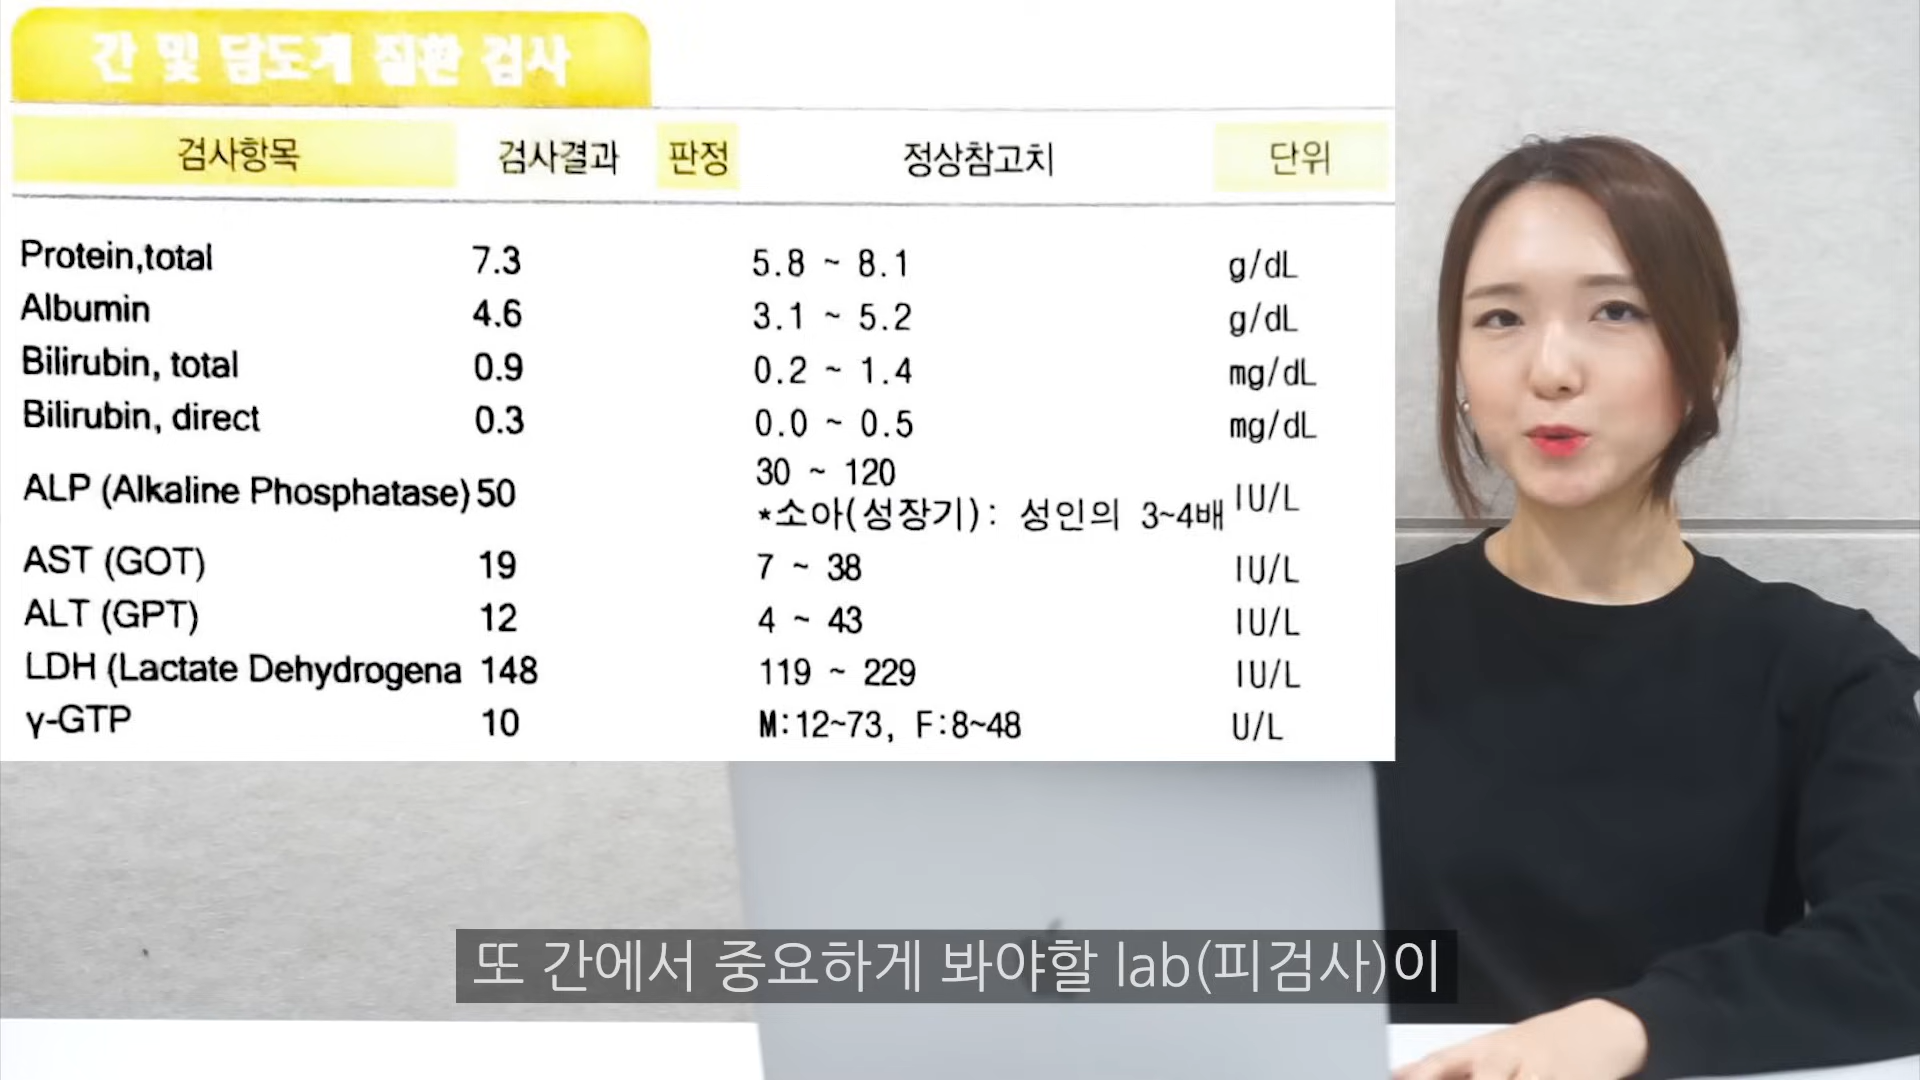 간 및 담도계 질환 검사
검사항목 검사결과 판정 정상참고치 단위
Protein,total 7.3 5.8 ~ 8.1 g/dL
Albumin 4.6 3.1 ~ 5.2 g/dL
Bilirubin, total 0.9 0.2 ~ 1.4 mg/dL
Bilirubin, direct 0.3 0.0 ~ 0.5 mg/dL
ALP (Alkaline Phosphatase) 50 30 ~ 120 IU/L
*소아(성장기): 성인의 3~4배
AST (GOT) 19 7 ~ 38 IU/L
ALT (GPT) 12 4 ~ 43 IU/L
LDH (Lactate Dehydrogena 148 119 ~ 229 IU/L
γ-GTP 10 M:12~73, F:8~48 U/L
또 간에서 중요하게 봐야할 lab(피검사)이